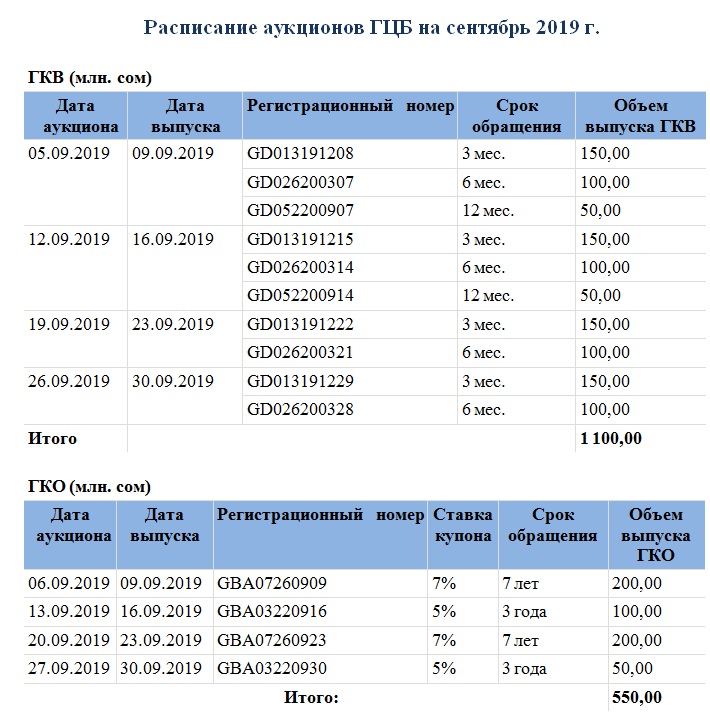 Расписание аукционов ГЦБ на сентябрь 2019 г.
ГКВ (млн. сом)
Дата аукциона Дата выпуска Регистрационный номер Срок обращения Объем выпуска ГКВ
05.09.2019 09.09.2019 GD013191208 3 мес. 150,00
GD026200307 6 мес. 100,00
GD052200907 12 мес. 50,00
12.09.2019 16.09.2019 GD013191215 3 мес. 150,00
GD026200314 6 мес. 100,00
GD052200914 12 мес. 50,00
19.09.2019 23.09.2019 GD013191222 3 мес. 150,00
GD026200321 6 мес. 100,00
26.09.2019 30.09.2019 GD013191229 3 мес. 150,00
GD026200328 6 мес. 100,00
Итого 1 100,00
ГКО (млн. сом)
Дата аукциона Дата выпуска Регистрационный номер Ставка купона Срок обращения Объем выпуска ГКО
06.09.2019 09.09.2019 GBA07260909 7% 7 лет 200,00
13.09.2019 16.09.2019 GBA03220916 5% 3 года 100,00
20.09.2019 23.09.2019 GBA07260923 7% 7 лет 200,00
27.09.2019 30.09.2019 GBA03220930 5% 3 года 50,00
Итого: 550,00